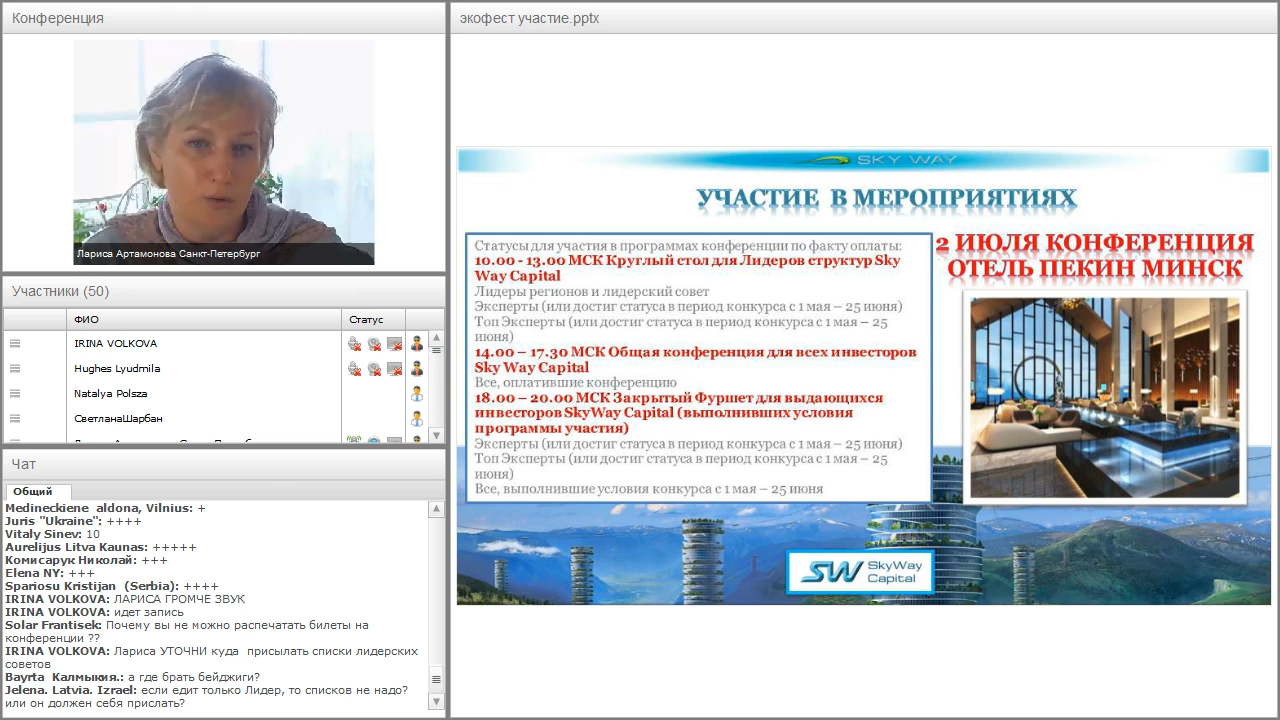 Конференция
Лариса Артамонова Санкт-Петербург
Участники (50)
ФИО
Статус
IRINA VOLKOVA
Hughes Lyudmila
Natalya Polsza
СветланаШарбан
Чат
Общий
Medineckiene aldona, Vilnius: +
Juris "Ukraine": ++++
Vitaly Sinev: 10
Aurelijus Litva Kaunas: +++++
Комисарук Николай: +++
Elena NY: +++
Spariosu Kristijan (Serbia): ++++
IRINA VOLKOVA: ЛАРИСА ГРОМЧЕ ЗВУК
IRINA VOLKOVA: идет запись
Solar Frantisek: Почему вы не можно распечатать билеты на
конференции ??
IRINA VOLKOVA: Лариса УТОЧНИ куда присылать списки лидерских
советов
Bayrta Калмыкия.: а где брать бейджиги?
Jelena. Latvia. Izrael: если едит только Лидер, то списков не надо?
или он должен себя прислать?
экофест участие.pptx
SKY WAY
УЧАСТИЕ В МЕРОПРИЯТИЯХ
Статусы для участия в программах конференции по факту оплаты:
10.00 - 13.00 МСК Круглый стол для Лидеров структур Sky
Way Capital
Лидеры регионов и лидерский совет
Эксперты (или достиг статуса в период конкурса с 1 мая – 25 июня)
Топ Эксперты (или достиг статуса в период конкурса с 1 мая – 25
июня)
14.00 – 17.30 МСК Общая конференция для всех инвесторов
Sky Way Capital
Все, оплатившие конференцию
18.00 – 20.00 МСК Закрытый Фуршет для выдающихся
инвесторов SkyWay Capital (выполнивших условия
программы участия)
Эксперты (или достиг статуса в период конкурса с 1 мая – 25 июня)
Топ Эксперты (или достиг статуса в период конкурса с 1 мая – 25
июня)
Все, выполнившие условия конкурса с 1 мая – 25 июня
2 ИЮЛЯ КОНФЕРЕНЦИЯ
ОТЕЛЬ ПЕКИН МИНСК
SW SkyWay
Capital